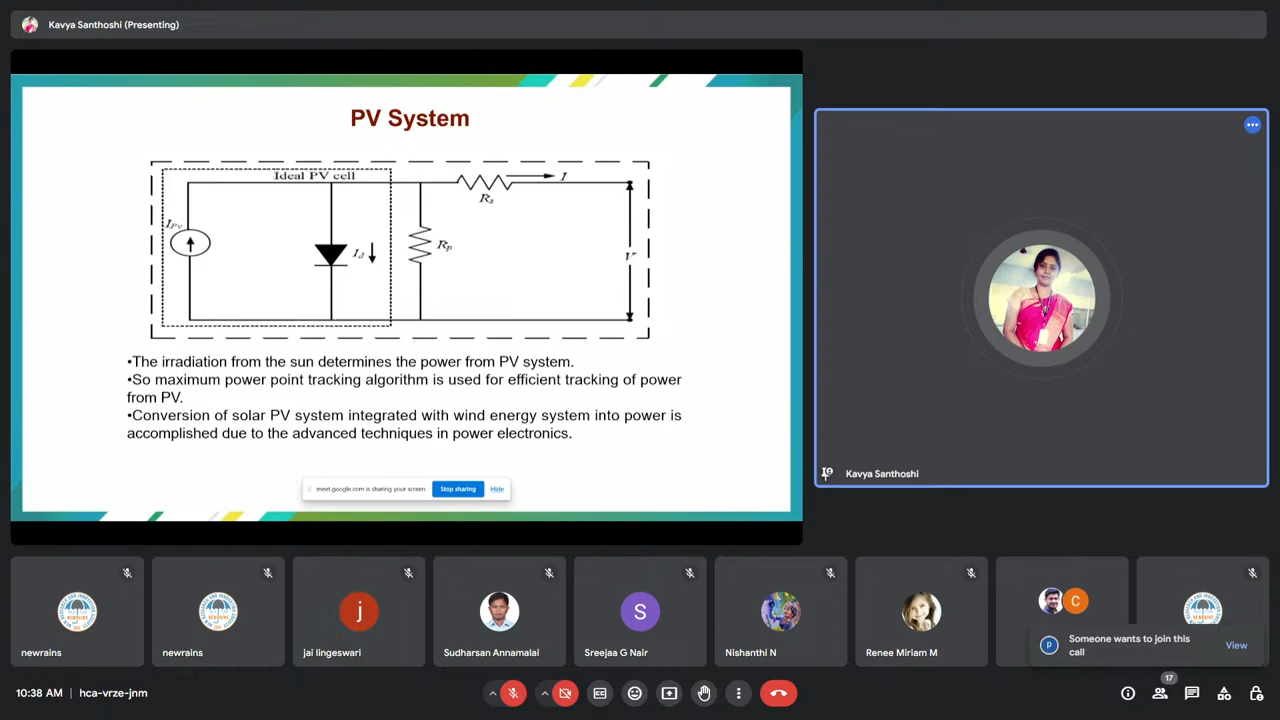 Kavya Santhoshi (Presenting)
PV System
Ideal PV cell
I
Rs
IPV
Id
Rp
V
•The irradiation from the sun determines the power from PV system.
•So maximum power point tracking algorithm is used for efficient tracking of power
from PV.
•Conversion of solar PV system integrated with wind energy system into power is
accomplished due to the advanced techniques in power electronics.
meet.google.com is sharing your screen.
Stop sharing
Hide
Kavya Santhoshi
j
S
C
newrains
newrains
jai lingeswari
Sudharsan Annamalai
Sreejaa G Nair
Nishanthi N
Renee Miriam M
p
Someone wants to join this
call
View
10:38 AM | hca-vrze-jnm
17